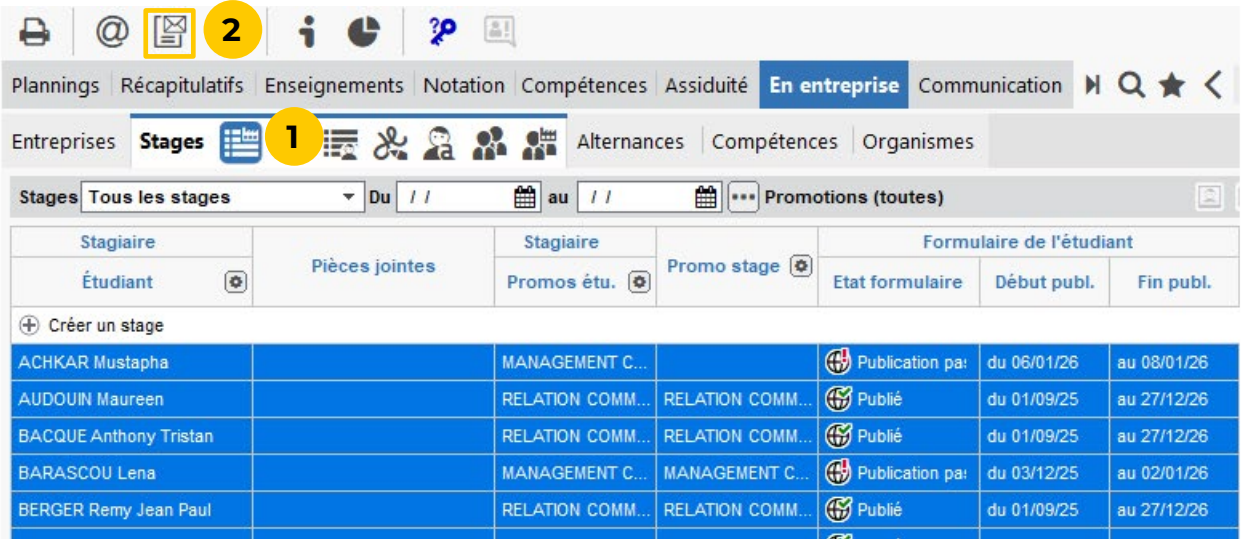 2
Plannings Récapitulatifs Enseignements Notation Compétences Assiduité En entreprise Communication
Entreprises Stages 1 Alternances Compétences Organismes
Stages Tous les stages Du / / au / / Promotions (toutes)
Stagiaire Stagiaire Formulaire de l'étudiant
Étudiant Pièces jointes Promos étu. Promo stage Etat formulaire Début publ. Fin publ.
Créer un stage
ACHKAR Mustapha MANAGEMENT C... Publication pas du 06/01/26 au 08/01/26
AUDOUIN Maureen RELATION COMM... RELATION COMM... Publié du 01/09/25 au 27/12/26
BACQUE Anthony Tristan RELATION COMM... RELATION COMM... Publié du 01/09/25 au 27/12/26
BARASCOU Lena MANAGEMENT C... MANAGEMENT C... Publication pas du 03/12/25 au 02/01/26
BERGER Remy Jean Paul RELATION COMM... RELATION COMM... Publié du 01/09/25 au 27/12/26